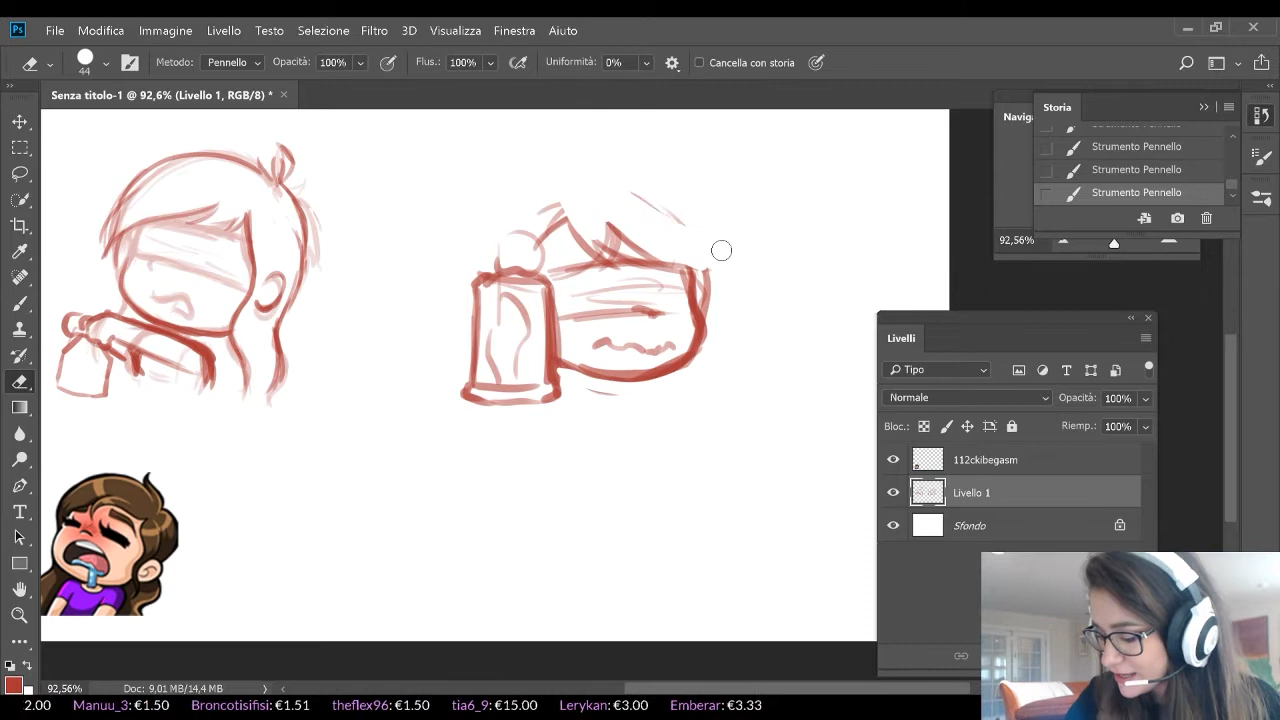 Ps File Modifica Immagine Livello Testo Selezione Filtro 3D Visualizza Finestra Aiuto
44 Metodo: Pennello Opacità: 100% Flus.: 100% Uniformità: 0% Cancella con storia
Senza titolo-1 @ 92,6% (Livello 1, RGB/8) *
Storia
Naviga
Strumento Pennello
Strumento Pennello
Strumento Pennello
92,56%
Livelli
Tipo
Normale Opacità: 100%
Bloc.: Riemp.: 100%
112ckibegasm
Livello 1
Sfondo
92,56% Doc: 9,01 MB/14,4 MB
2.00 Manuu_3: €1.50 Broncotisifisi: €1.51 theflex96: €1.50 tia6_9: €15.00 Lerykan: €3.00 Emberar: €3.33